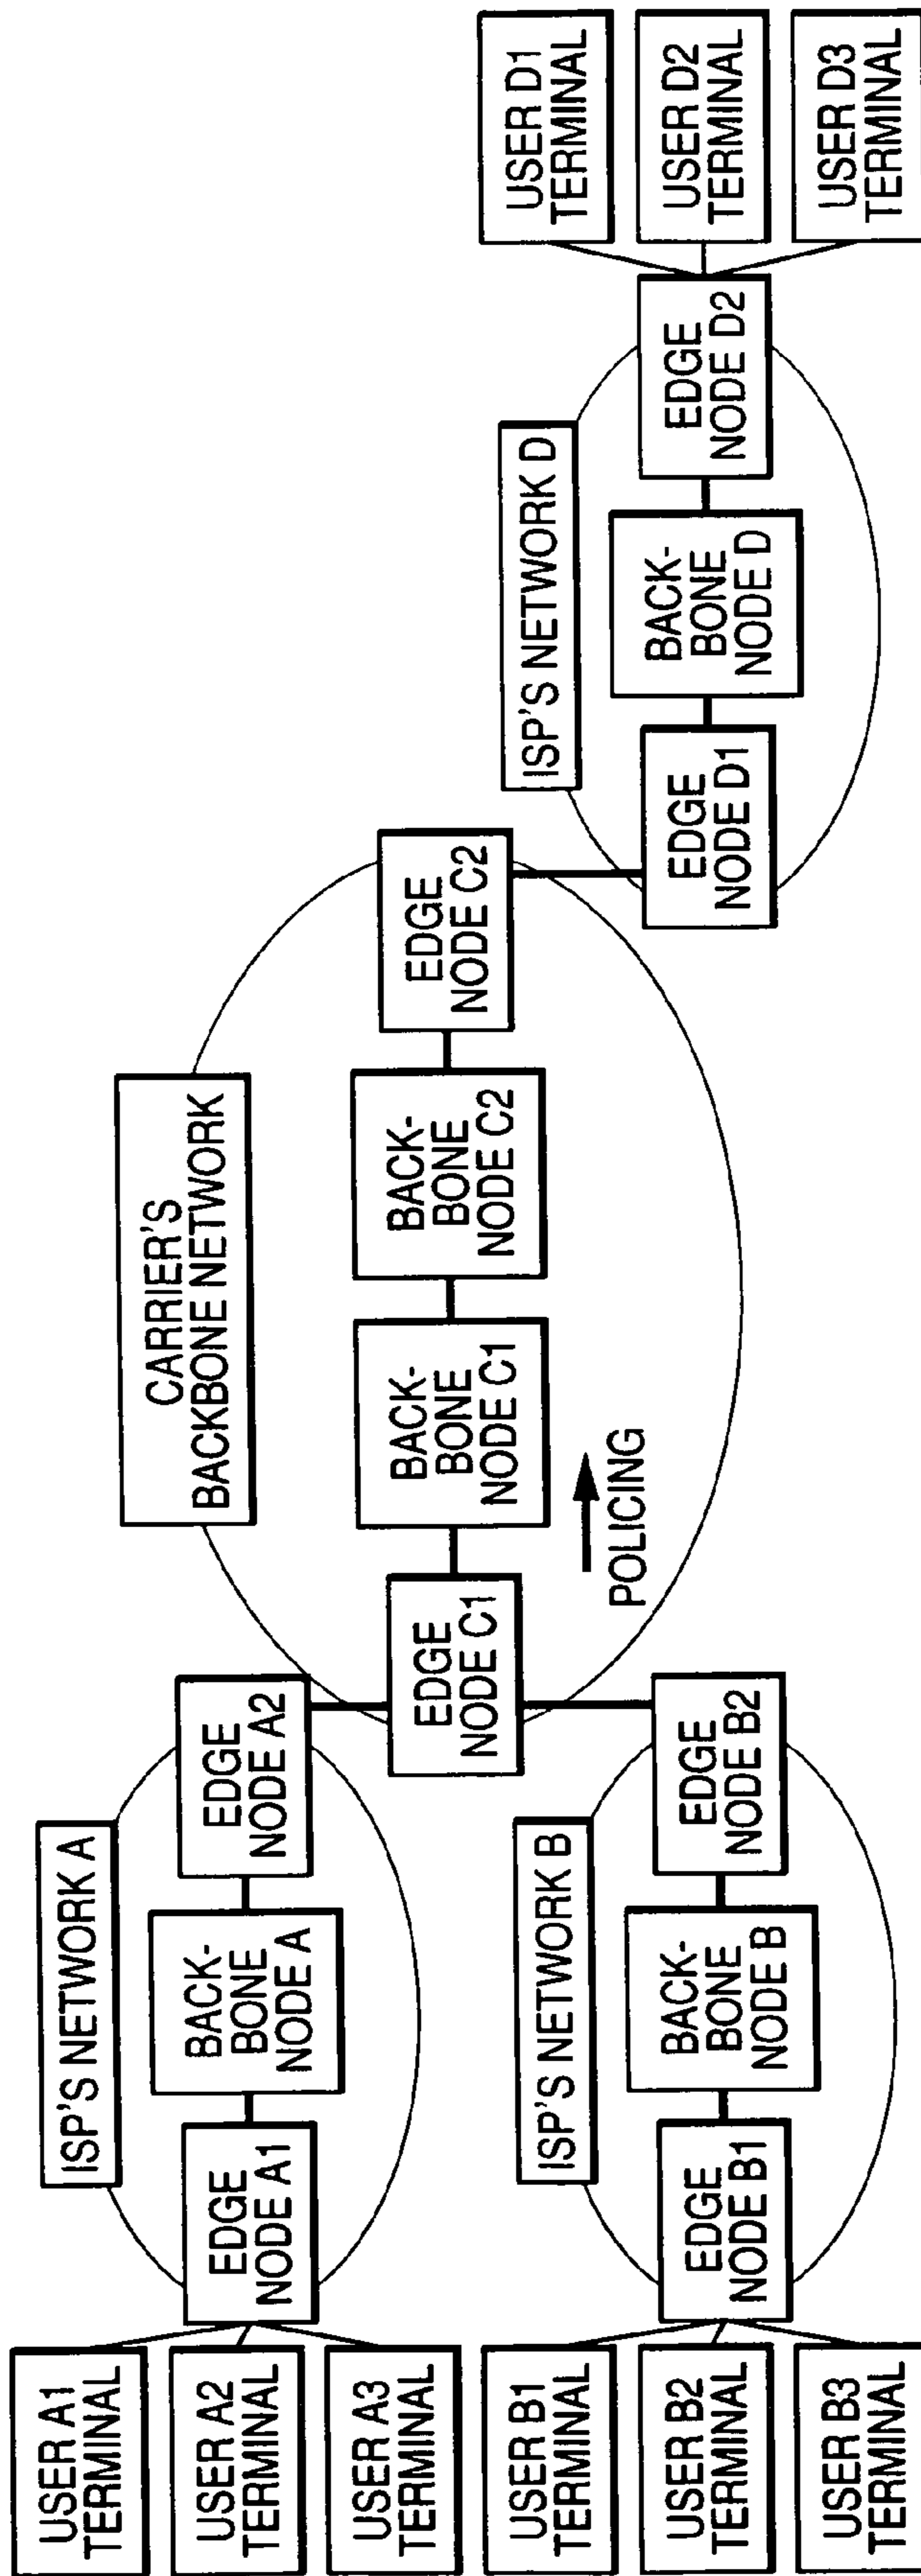 USER A1
TERMINAL
USER A2
TERMINAL
USER A3
TERMINAL
ISP'S NETWORK A
EDGE
NODE A1
BACK-
BONE
NODE A
EDGE
NODE A2
USER B1
TERMINAL
USER B2
TERMINAL
USER B3
TERMINAL
ISP'S NETWORK B
EDGE
NODE B1
BACK-
BONE
NODE B
EDGE
NODE B2
CARRIER'S
BACKBONE NETWORK
EDGE
NODE C1
POLICING
BACK-
BONE
NODE C1
BACK-
BONE
NODE C2
EDGE
NODE C2
ISP'S NETWORK D
EDGE
NODE D1
BACK-
BONE
NODE D
EDGE
NODE D2
USER D1
TERMINAL
USER D2
TERMINAL
USER D3
TERMINAL